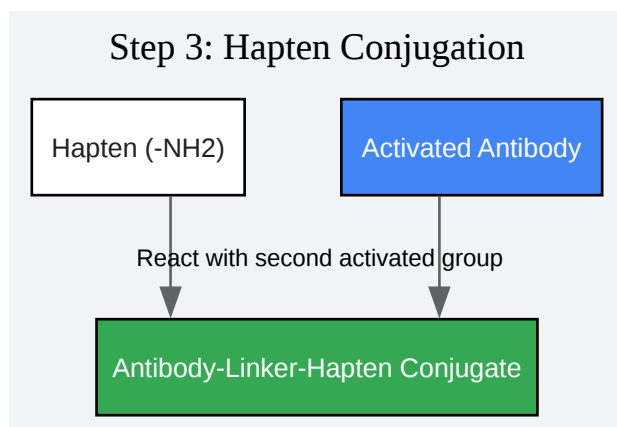 Step 3: Hapten Conjugation
Hapten (-NH2)
Activated Antibody
React with second activated group
Antibody-Linker-Hapten Conjugate